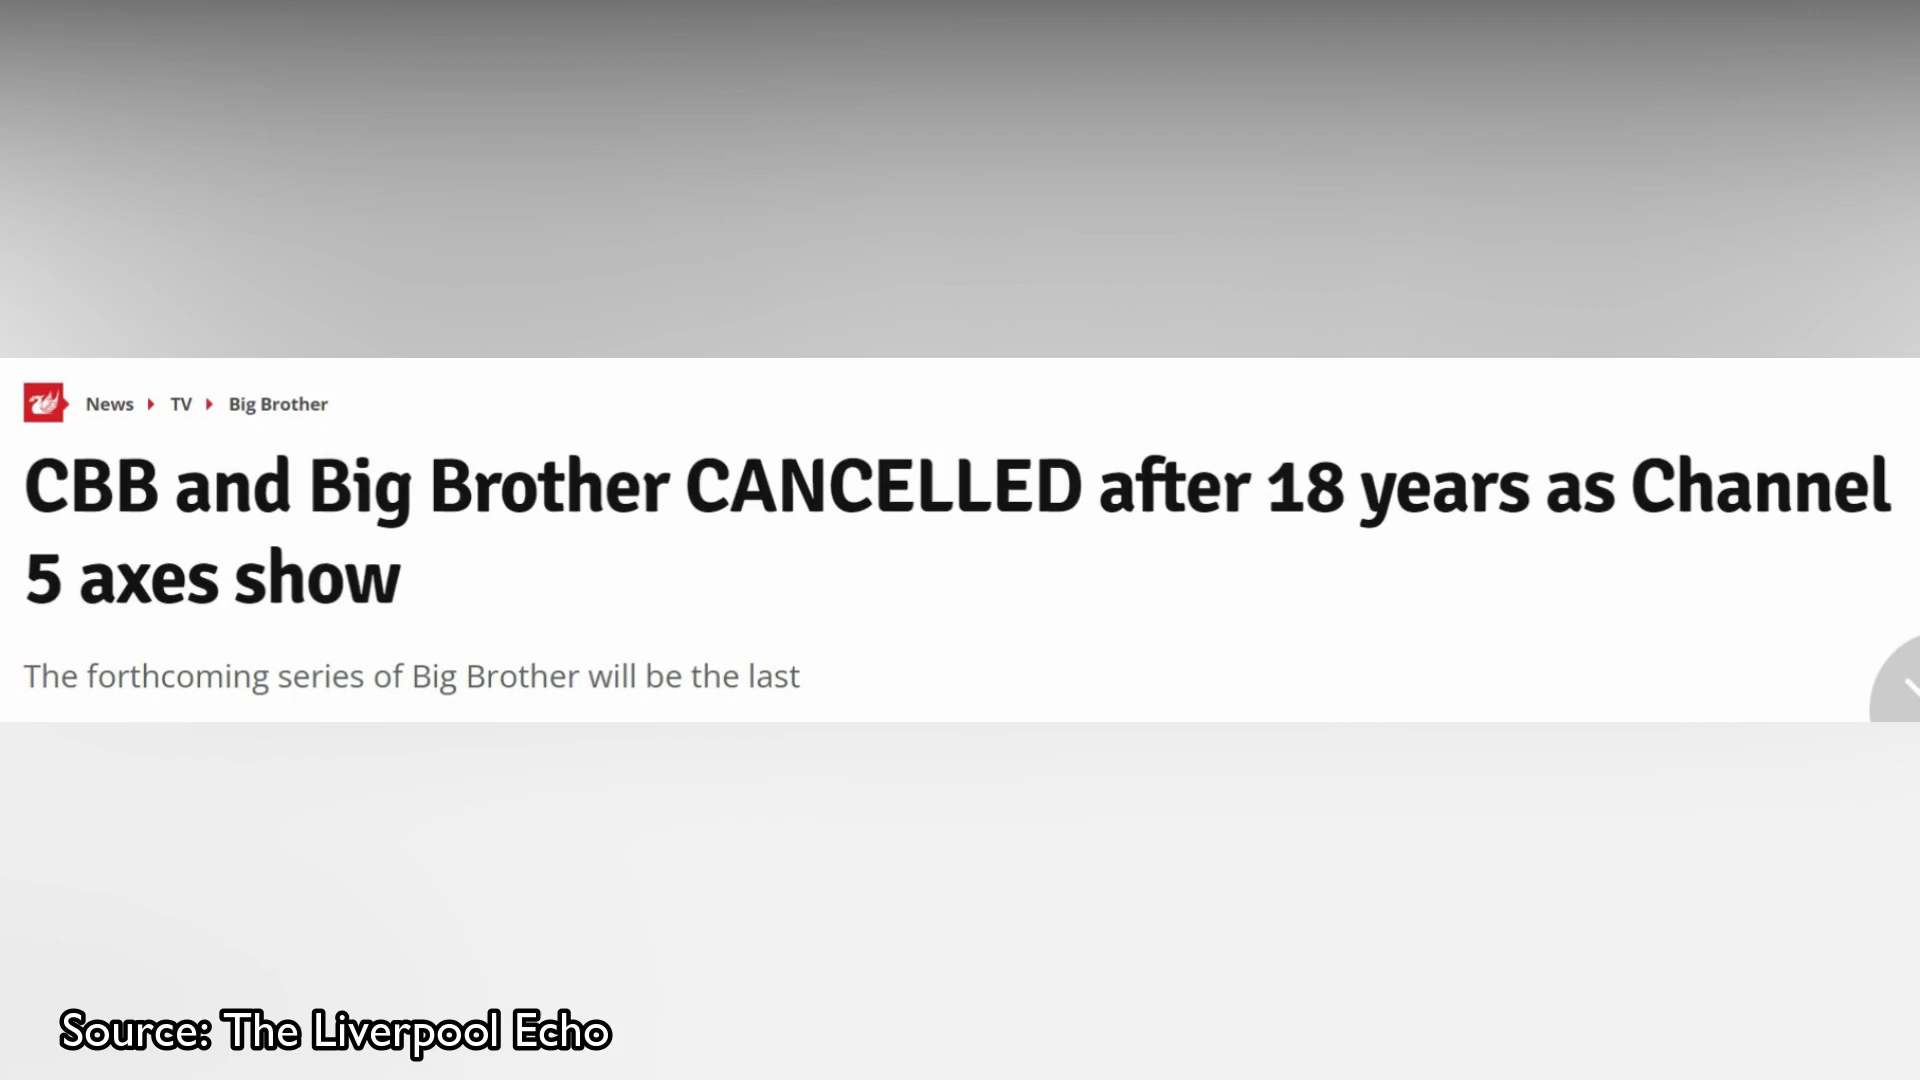 News TV Big Brother
CBB and Big Brother CANCELLED after 18 years as Channel
5 axes show
The forthcoming series of Big Brother will be the last
Source: The Liverpool Echo